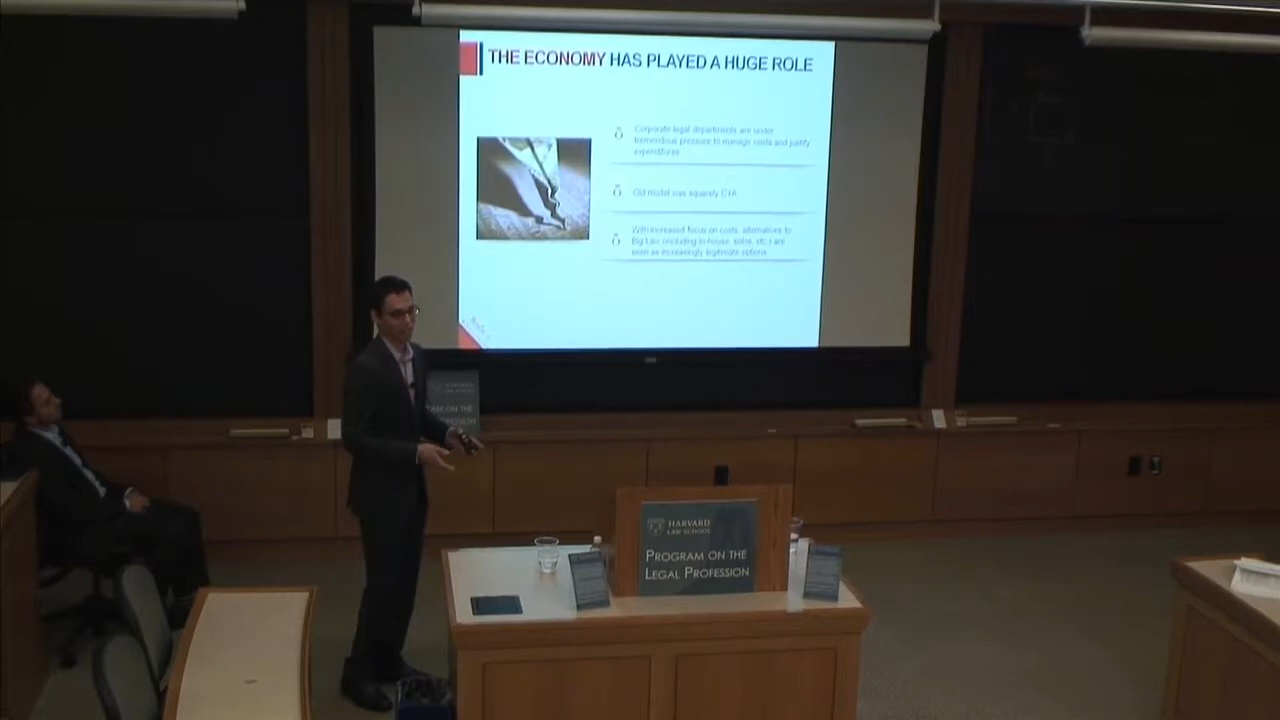 THE ECONOMY HAS PLAYED A HUGE ROLE
Corporate legal departments are under
tremendous pressure to manage costs and justify
expenditures
Old model was squarely CYA
With increased focus on costs, alternatives to
Big Law (including in-house, solos, etc.) are
seen as increasingly legitimate options
HARVARD
LAW SCHOOL
PROGRAM ON THE
LEGAL PROFESSION